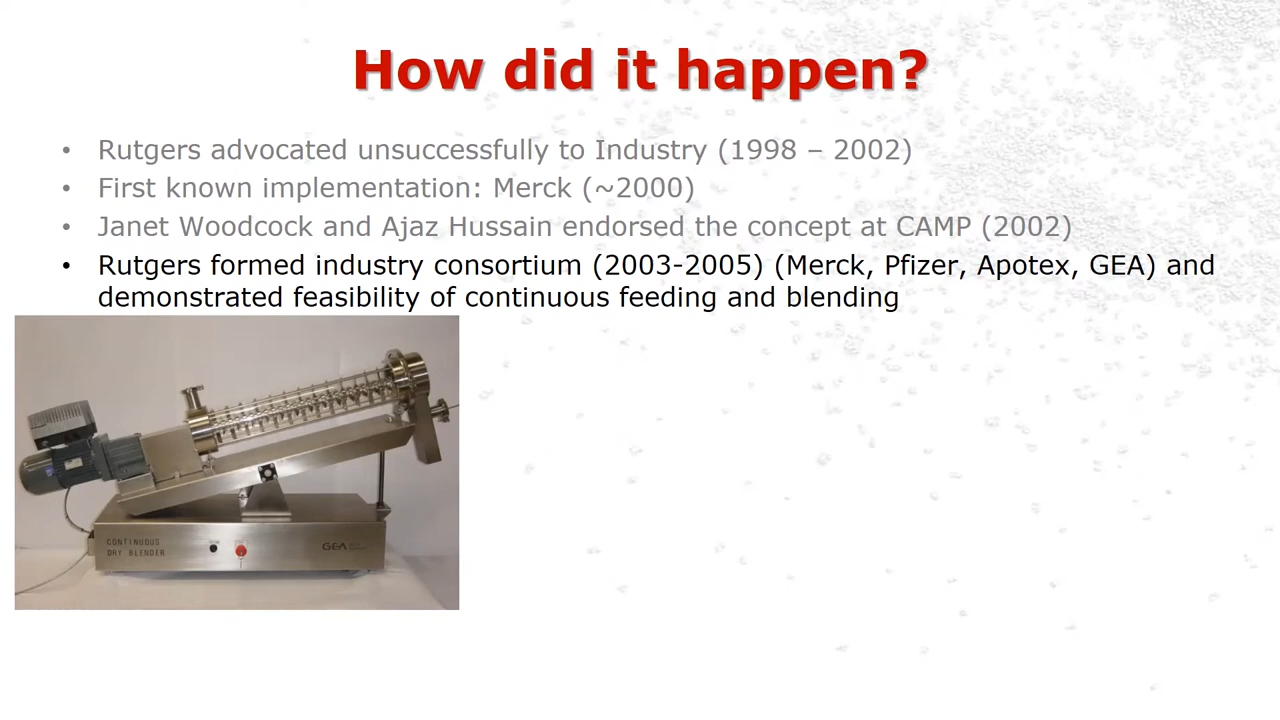 How did it happen?
• Rutgers advocated unsuccessfully to Industry (1998 – 2002)
• First known implementation: Merck (~2000)
• Janet Woodcock and Ajaz Hussain endorsed the concept at CAMP (2002)
• Rutgers formed industry consortium (2003-2005) (Merck, Pfizer, Apotex, GEA) and
demonstrated feasibility of continuous feeding and blending
CONTINUOUS
DRY BLENDER
GEA